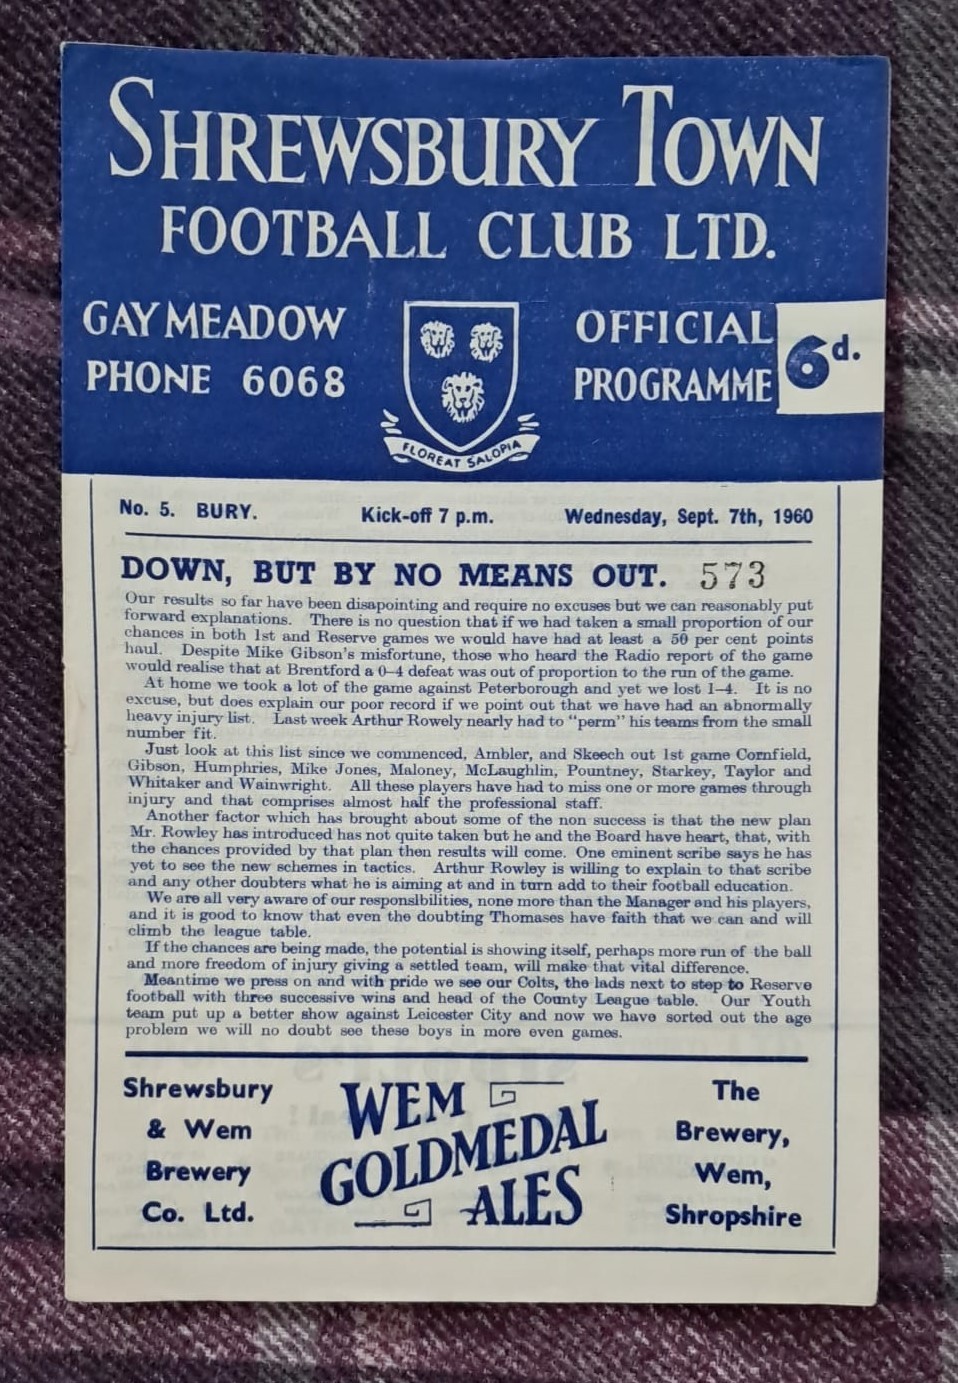 SHREWSBURY TOWN
FOOTBALL CLUB LTD.
GAY MEADOW
PHONE 6068
FLOREAT SALOPIA
OFFICIAL
PROGRAMME
6d.
No. 5. BURY. Kick-off 7 p.m. Wednesday, Sept. 7th, 1960
DOWN, BUT BY NO MEANS OUT. 573
Our results so far have been disapointing and require no excuses but we can reasonably put
forward explanations. There is no question that if we had taken a small proportion of our
chances in both 1st and Reserve games we would have had at least a 50 per cent points
haul. Despite Mike Gibson's misfortune, those who heard the Radio report of the game
would realise that at Brentford a 0-4 defeat was out of proportion to the run of the game.
At home we took a lot of the game against Peterborough and yet we lost 1-4. It is no
excuse, but does explain our poor record if we point out that we have had an abnormally
heavy injury list. Last week Arthur Rowely nearly had to "perm" his teams from the small
number fit.
Just look at this list since we commenced, Ambler, and Skeech out 1st game Cornfield,
Gibson, Humphries, Mike Jones, Maloney, McLaughlin, Pountney, Starkey, Taylor and
Whitaker and Wainwright. All these players have had to miss one or more games through
injury and that comprises almost half the professional staff.
Another factor which has brought about some of the non success is that the new plan
Mr. Rowley has introduced has not quite taken but he and the Board have heart, that, with
the chances provided by that plan then results will come. One eminent scribe says he has
yet to see the new schemes in tactics. Arthur Rowley is willing to explain to that scribe
and any other doubters what he is aiming at and in turn add to their football education.
We are all very aware of our responsibilities, none more than the Manager and his players,
and it is good to know that even the doubting Thomases have faith that we can and will
climb the league table.
If the chances are being made, the potential is showing itself, perhaps more run of the ball
and more freedom of injury giving a settled team, will make that vital difference.
Meantime we press on and with pride we see our Colts, the lads next to step to Reserve
football with three successive wins and head of the County League table. Our Youth
team put up a better show against Leicester City and now we have sorted out the age
problem we will no doubt see these boys in more even games.
Shrewsbury
& Wem
Brewery
Co. Ltd.
WEM
GOLDMEDAL
ALES
The
Brewery,
Wem,
Shropshire